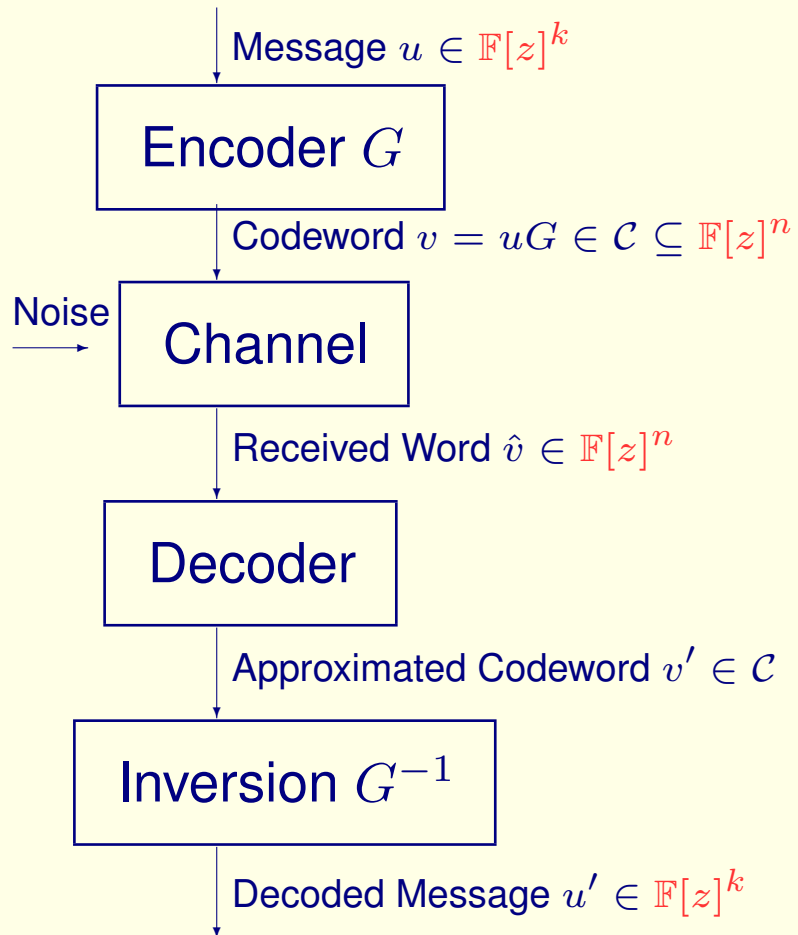 Message u ∈ 𝔽[z]^k
Encoder G
Codeword v = uG ∈ 𝒞 ⊆ 𝔽[z]^n
Noise
Channel
Received Word v̂ ∈ 𝔽[z]^n
Decoder
Approximated Codeword v′ ∈ 𝒞
Inversion G^{−1}
Decoded Message u′ ∈ 𝔽[z]^k